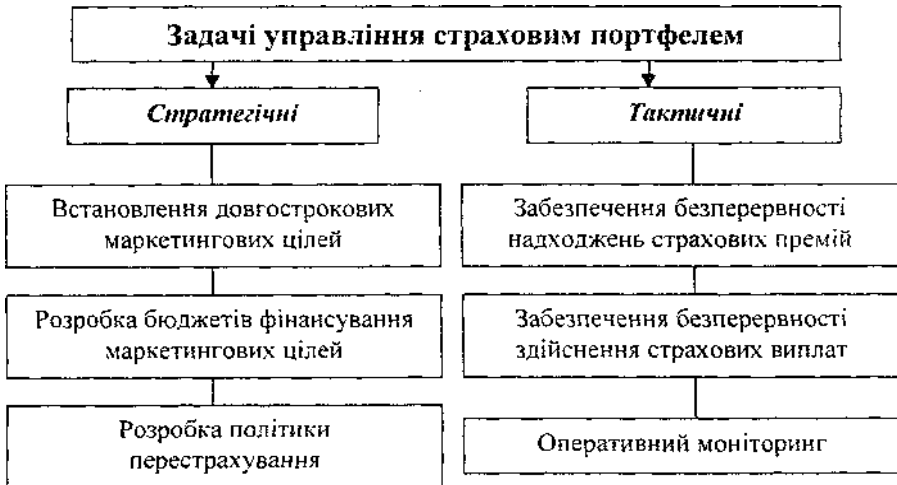 Задачі управління страховим портфелем
Стратегічні
Встановлення довгострокових
маркетингових цілей
Розробка бюджетів фінансування
маркетингових цілей
Розробка політики
перестрахування
Тактичні
Забезпечення безперервності
надходжень страхових премій
Забезпечення безперервності
здійснення страхових виплат
Оперативний моніторинг